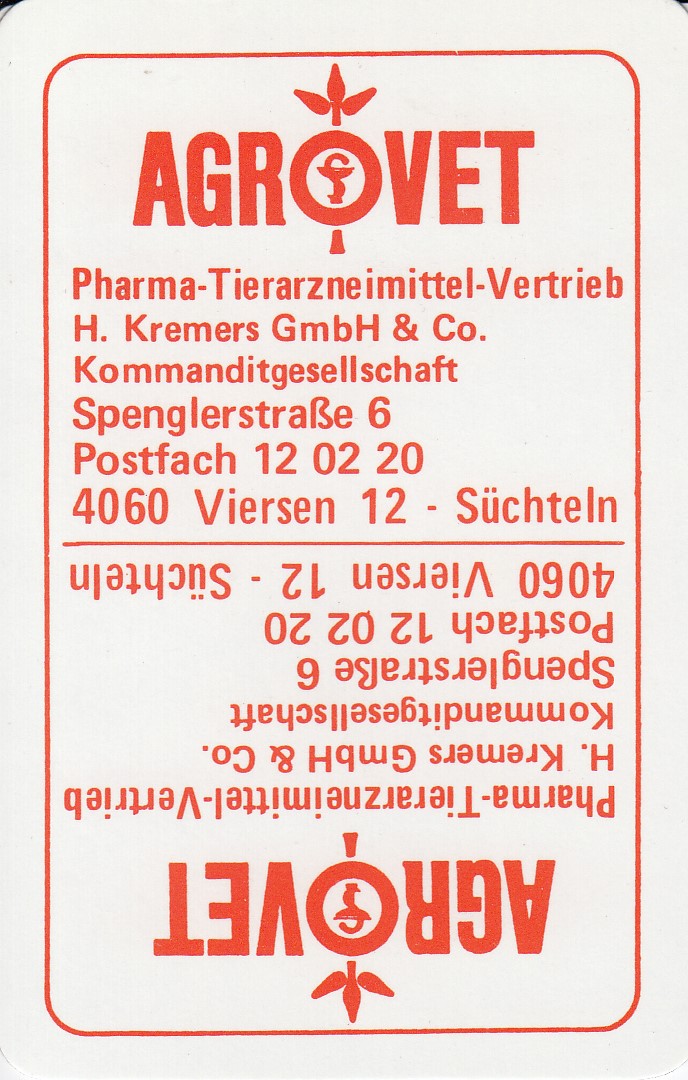 AGROVET
Pharma-Tierarzneimittel-Vertrieb
H. Kremers GmbH & Co.
Kommanditgesellschaft
Spenglerstraße 6
Postfach 12 02 20
4060 Viersen 12 - Süchteln
AGROVET
Pharma-Tierarzneimittel-Vertrieb
H. Kremers GmbH & Co.
Kommanditgesellschaft
Spenglerstraße 6
Postfach 12 02 20
4060 Viersen 12 - Süchteln